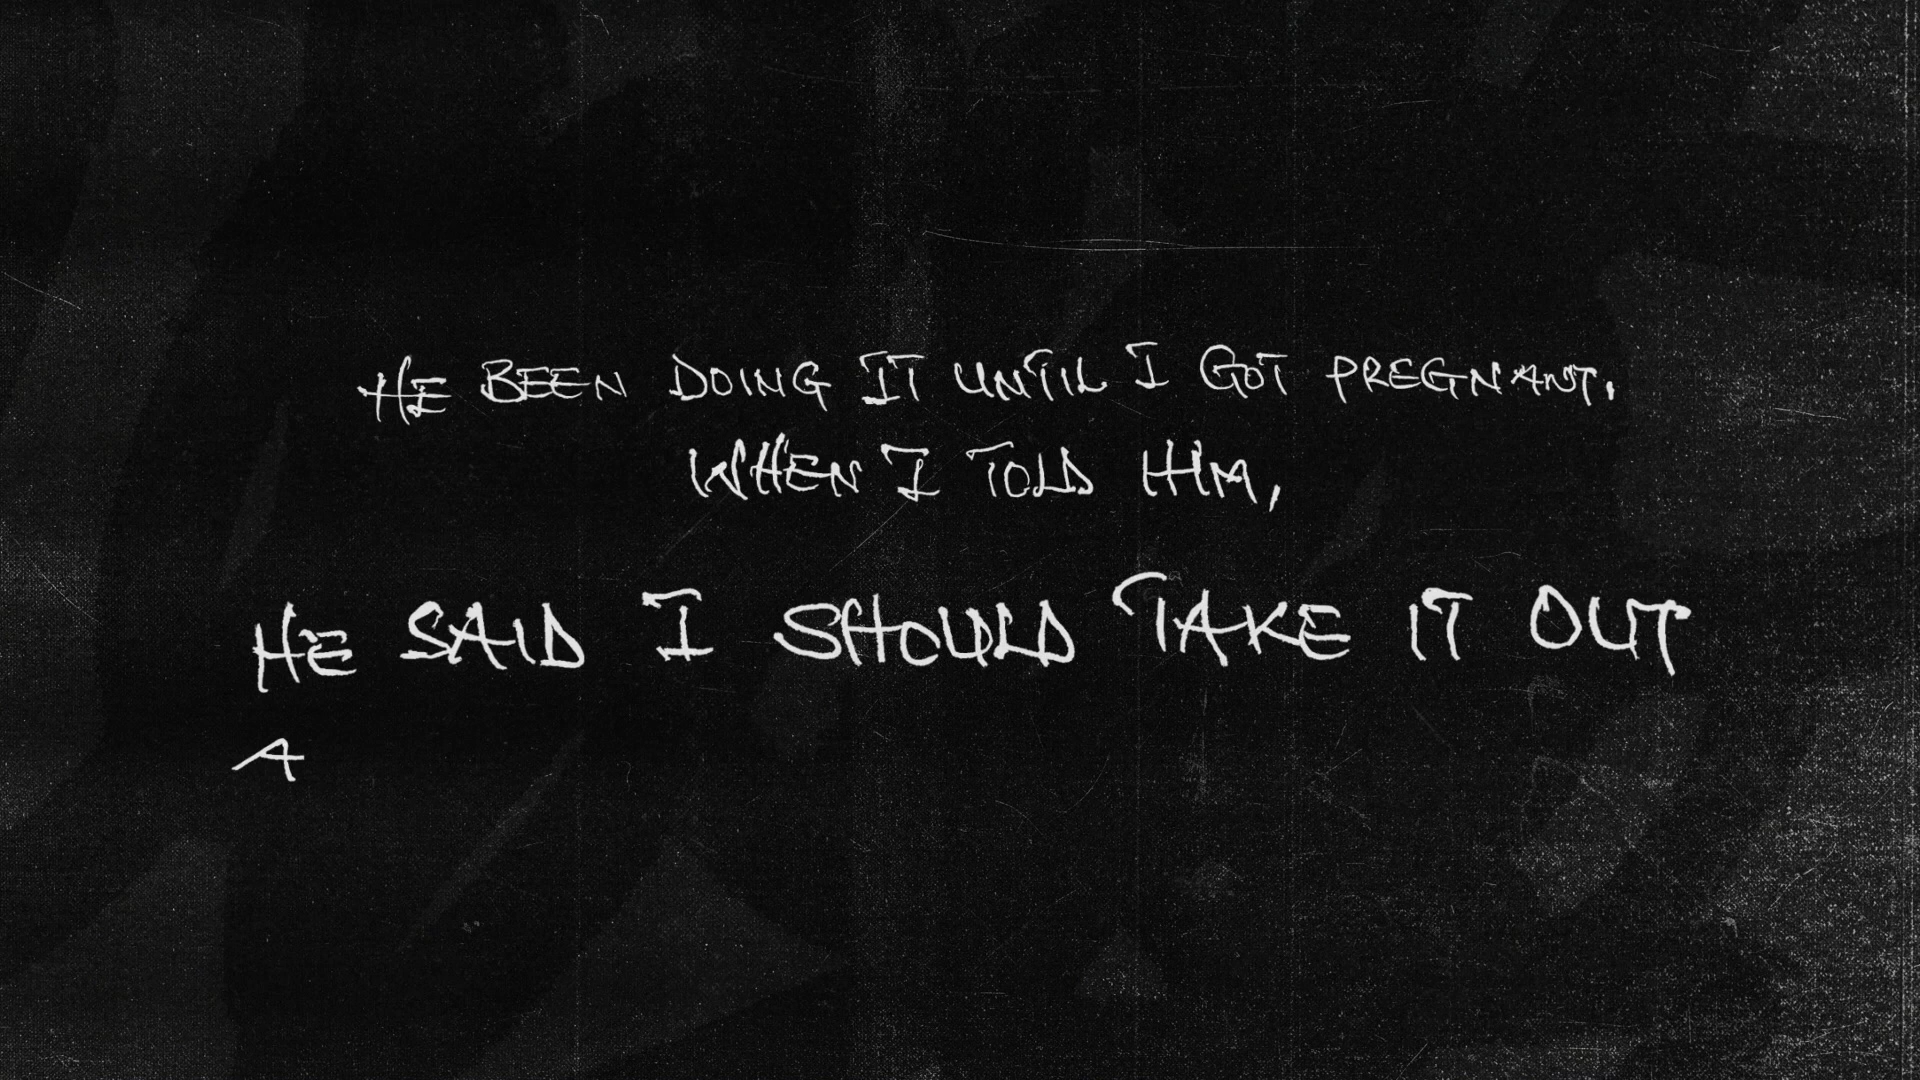 HE BEEN DOING IT UNTIL I GOT PREGNANT.
WHEN I TOLD HIM,
HE SAID I SHOULD TAKE IT OUT
A